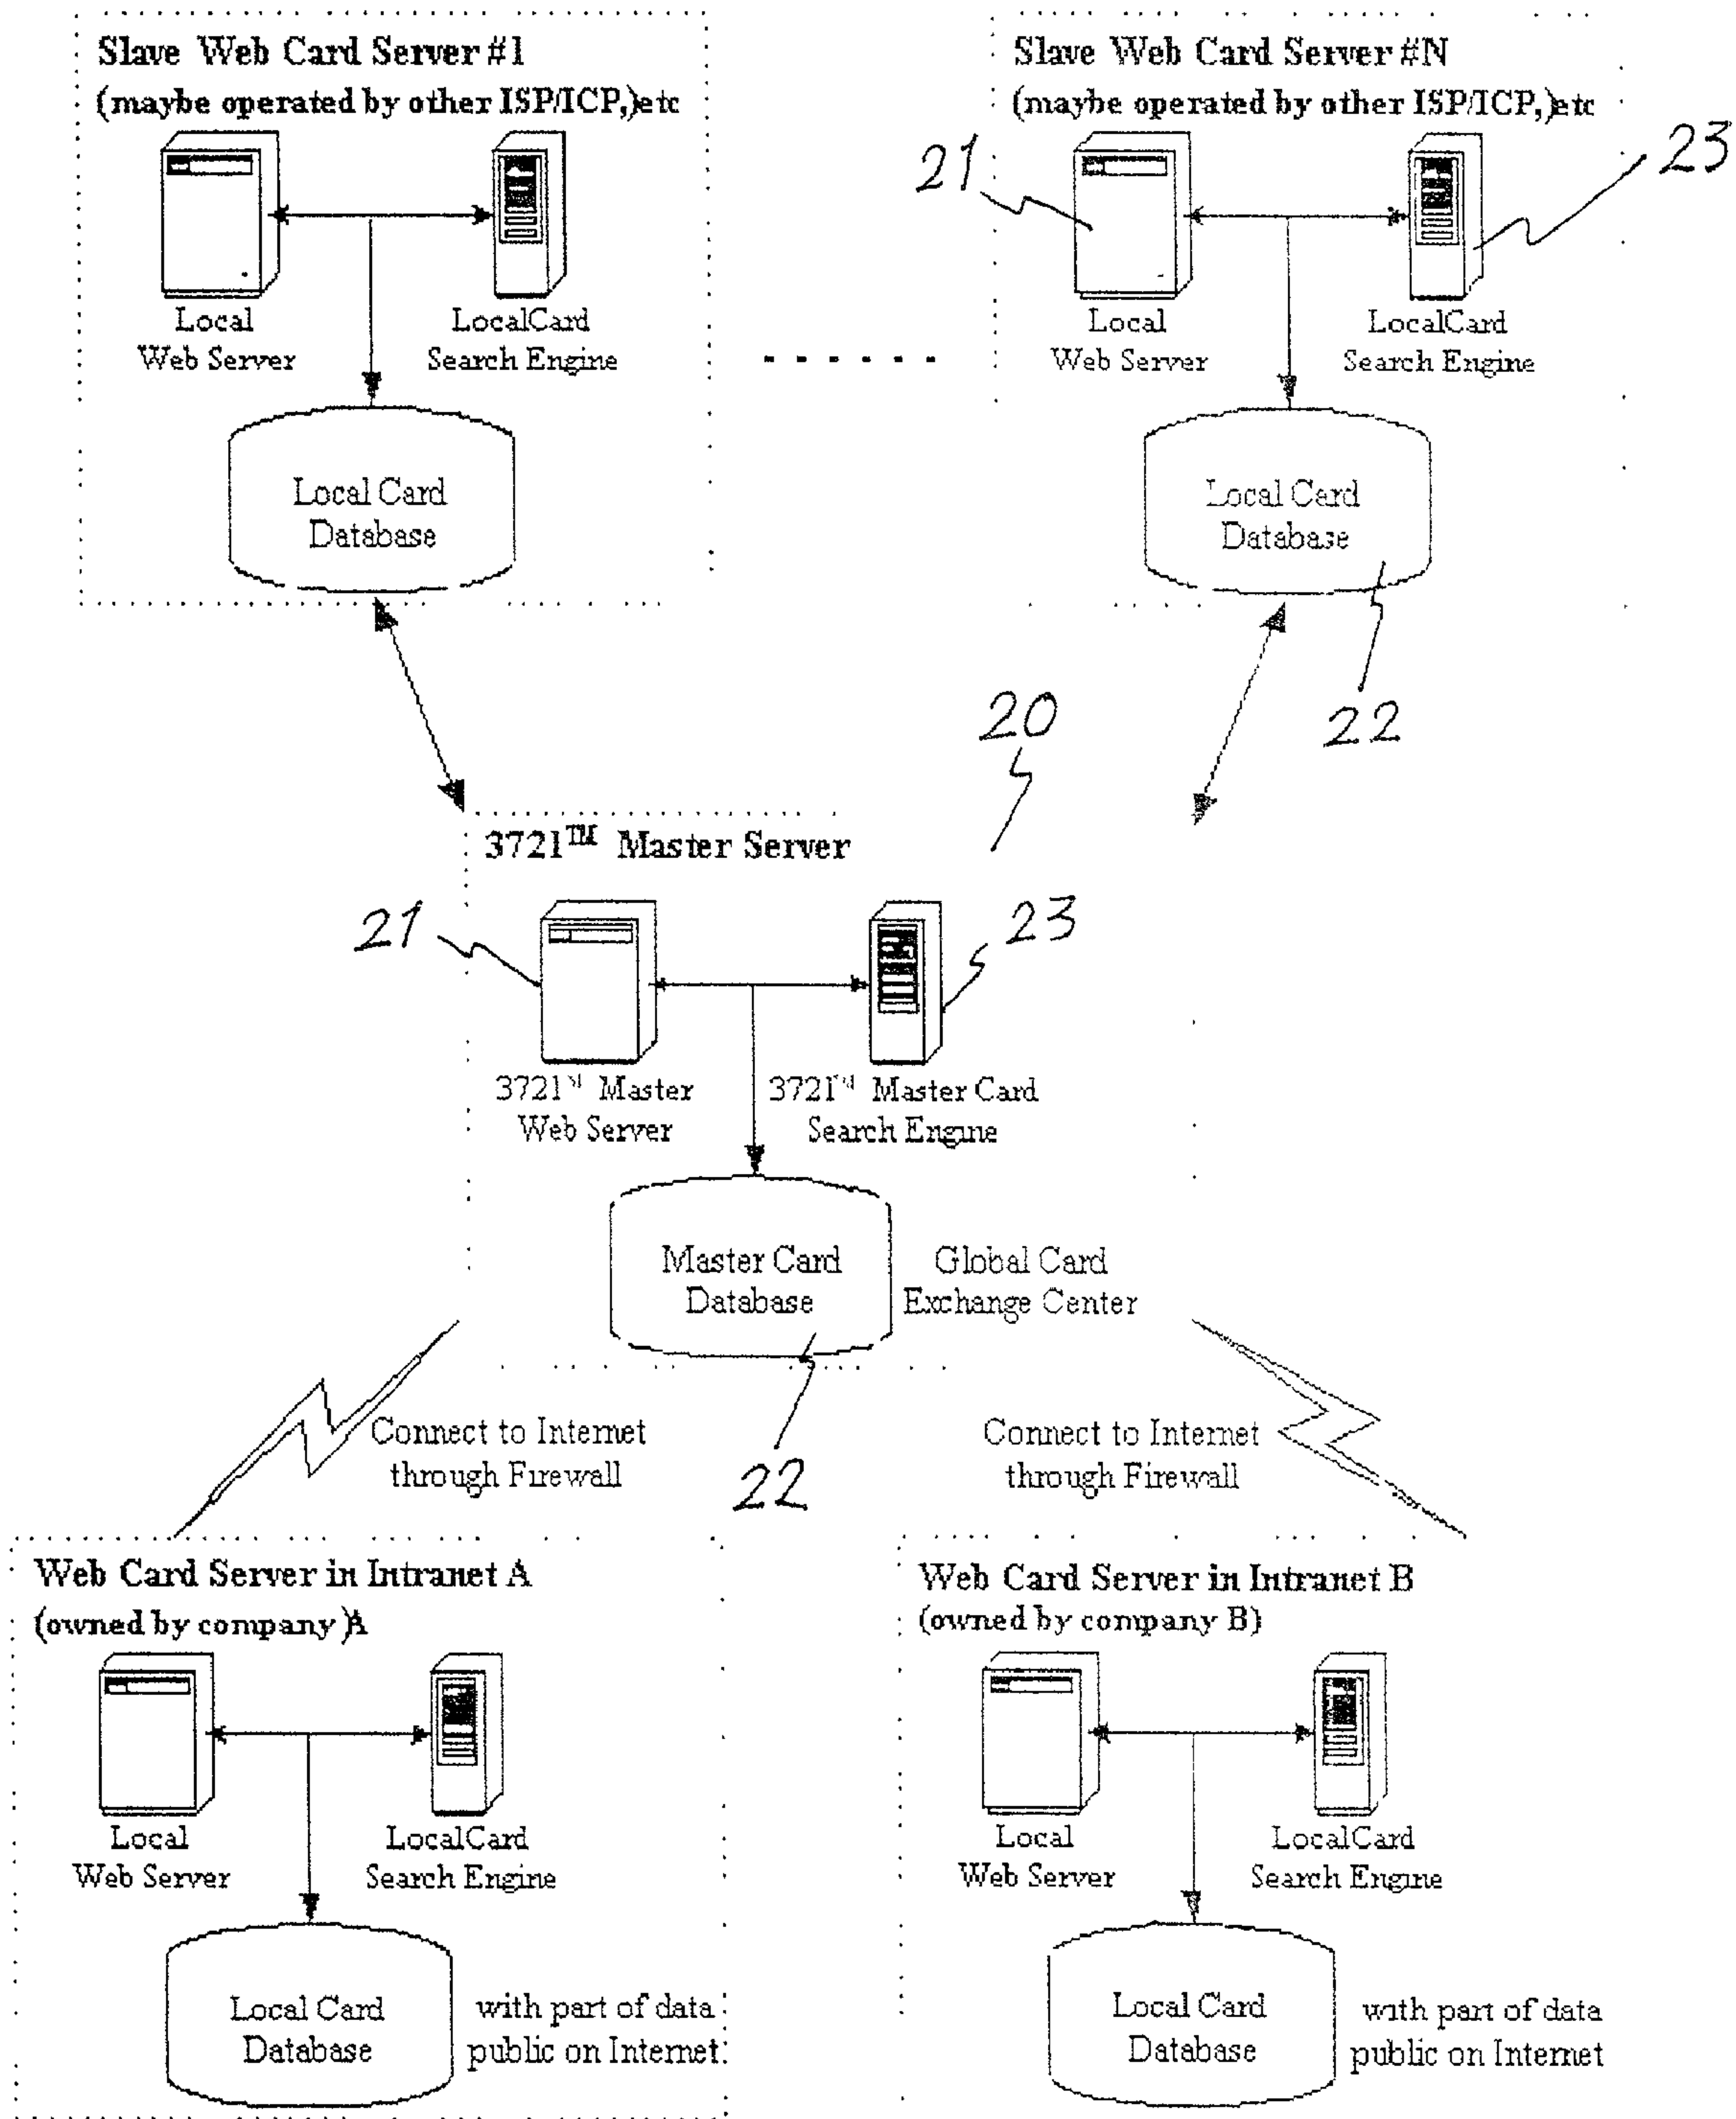 Slave Web Card Server #1
(maybe operated by other ISP/ICP,)etc
Local
Web Server
LocalCard
Search Engine
Local Card
Database
Slave Web Card Server #N
(maybe operated by other ISP/ICP,)etc
21
23
Local
Web Server
LocalCard
Search Engine
Local Card
Database
22
20
3721™ Master Server
21
23
3721™ Master
Web Server
3721™ Master Card
Search Engine
Master Card
Database
Global Card
Exchange Center
22
Connect to Internet
through Firewall
Connect to Internet
through Firewall
Web Card Server in Intranet A
(owned by company )A
Local
Web Server
LocalCard
Search Engine
Local Card
Database
with part of data
public on Internet
Web Card Server in Intranet B
(owned by company B)
Local
Web Server
LocalCard
Search Engine
Local Card
Database
with part of data
public on Internet